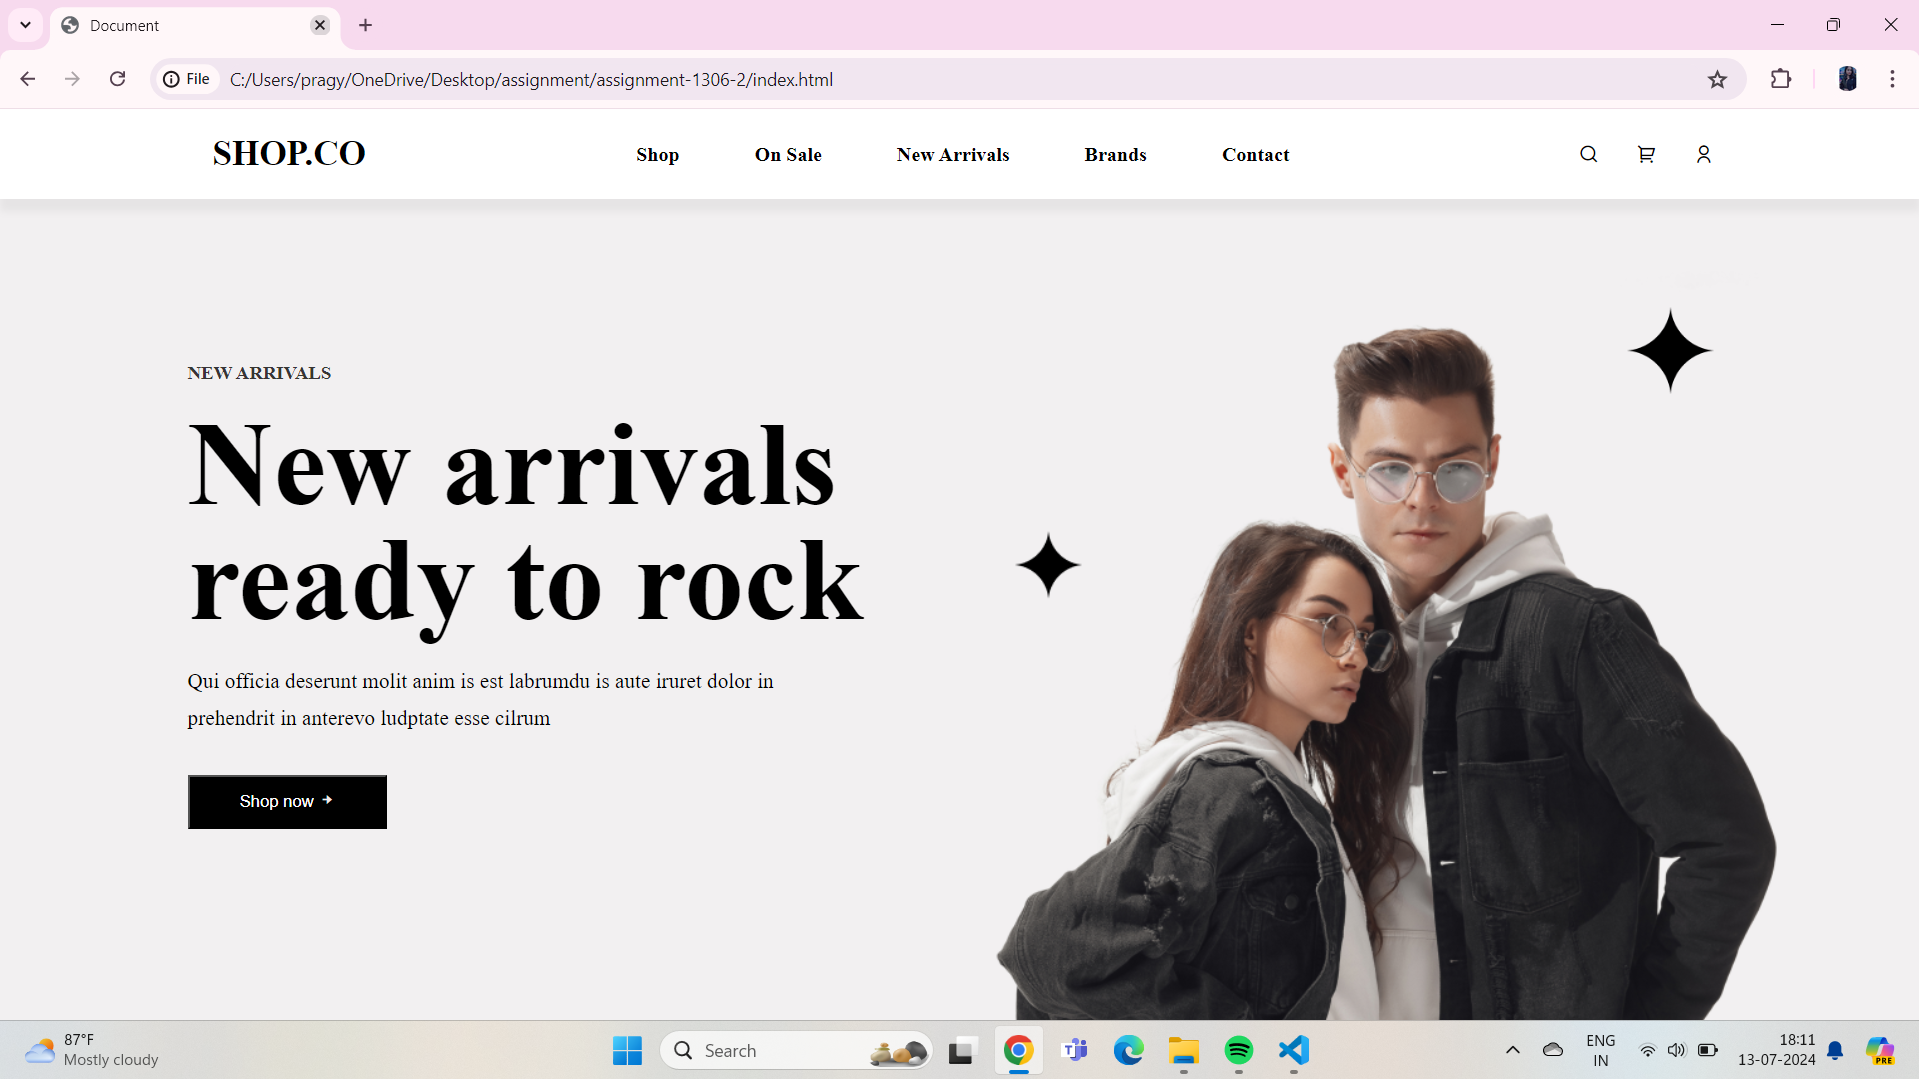 Document
File
C:/Users/pragy/OneDrive/Desktop/assignment/assignment-1306-2/index.html
SHOP.CO
Shop
On Sale
New Arrivals
Brands
Contact
NEW ARRIVALS
New arrivals
ready to rock
Qui officia deserunt molit anim is est labrumdu is aute iruret dolor in
prehendrit in anterevo ludptate esse cilrum
Shop now
87°F
Mostly cloudy
Search
ENG
IN
18:11
13-07-2024
PRE